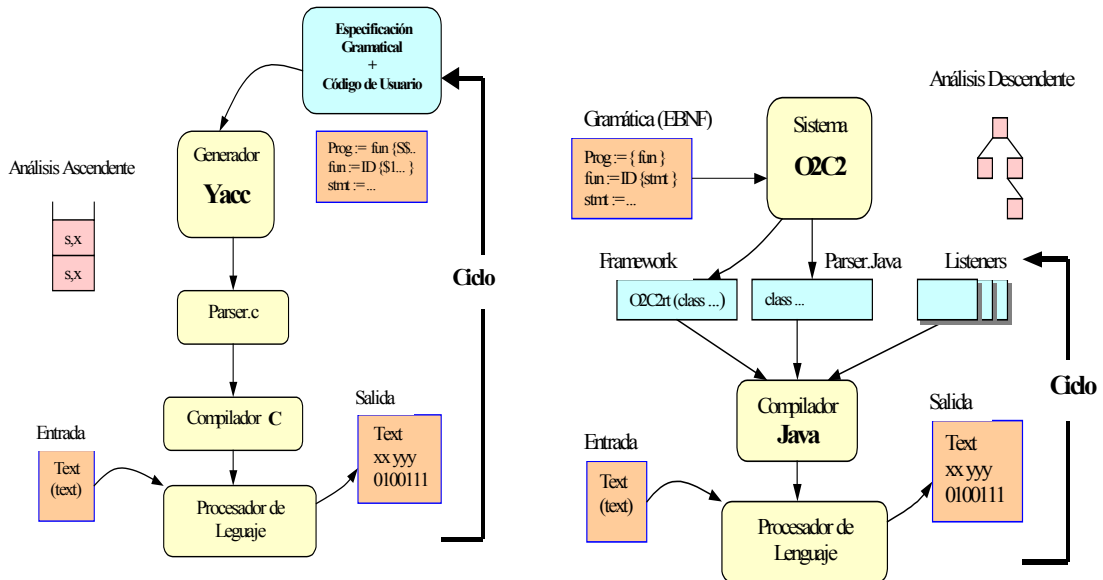 Especificación
Gramatical
+
Código de Usuario
Generador
Yacc
Prog := fun {S$..
fun := ID {$1... }
stmt := ...
Análisis Ascendente
s,x
s,x
Parser.c
Ciclo
Compilador C
Entrada
Text
(text)
Salida
Text
xx yyy
0100111
Procesador de
Leguaje
Análisis Descendente
Gramática (EBNF)
Prog := { fun }
fun := ID {stmt }
stmt := ...
Sistema
O2C2
Framework
O2C2rt (class ...)
Parser.Java
class ...
Listeners
Ciclo
Compilador
Java
Entrada
Text
(text)
Salida
Text
xx yyy
0100111
Procesador de
Lenguaje